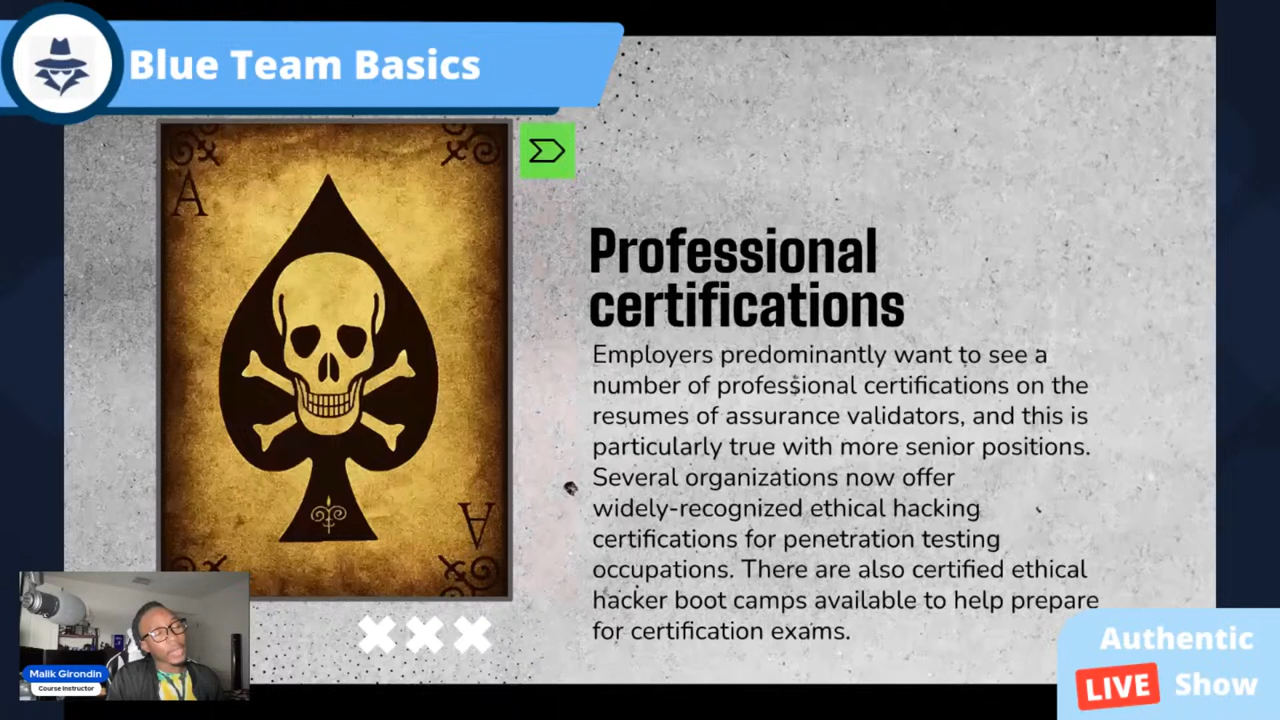 Blue Team Basics
A
Professional
certifications
Employers predominantly want to see a
number of professional certifications on the
resumes of assurance validators, and this is
particularly true with more senior positions.
Several organizations now offer
widely-recognized ethical hacking
certifications for penetration testing
occupations. There are also certified ethical
hacker boot camps available to help prepare
for certification exams.
A
Malik Girondin
Course Instructor
Authentic
LIVE Show